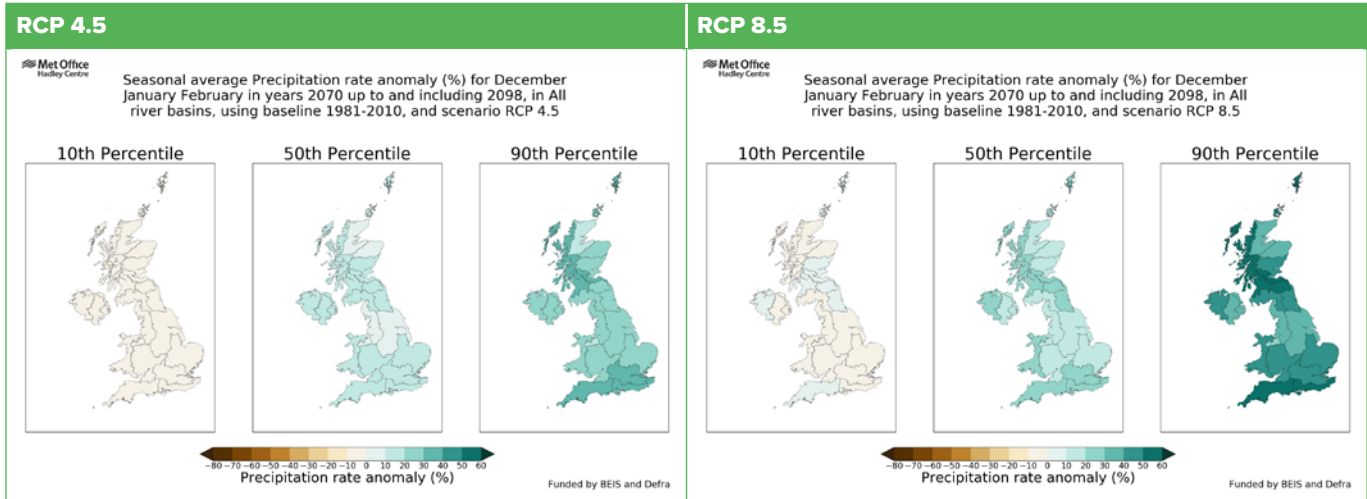 RCP 4.5
Met Office
Hadley Centre
Seasonal average Precipitation rate anomaly (%) for December
January February in years 2070 up to and including 2098, in All
river basins, using baseline 1981-2010, and scenario RCP 4.5
10th Percentile
50th Percentile
90th Percentile
−80 −70 −60 −50 −40 −30 −20 −10 0 10 20 30 40 50 60
Precipitation rate anomaly (%)
Funded by BEIS and Defra
RCP 8.5
Met Office
Hadley Centre
Seasonal average Precipitation rate anomaly (%) for December
January February in years 2070 up to and including 2098, in All
river basins, using baseline 1981-2010, and scenario RCP 8.5
10th Percentile
50th Percentile
90th Percentile
−80 −70 −60 −50 −40 −30 −20 −10 0 10 20 30 40 50 60
Precipitation rate anomaly (%)
Funded by BEIS and Defra